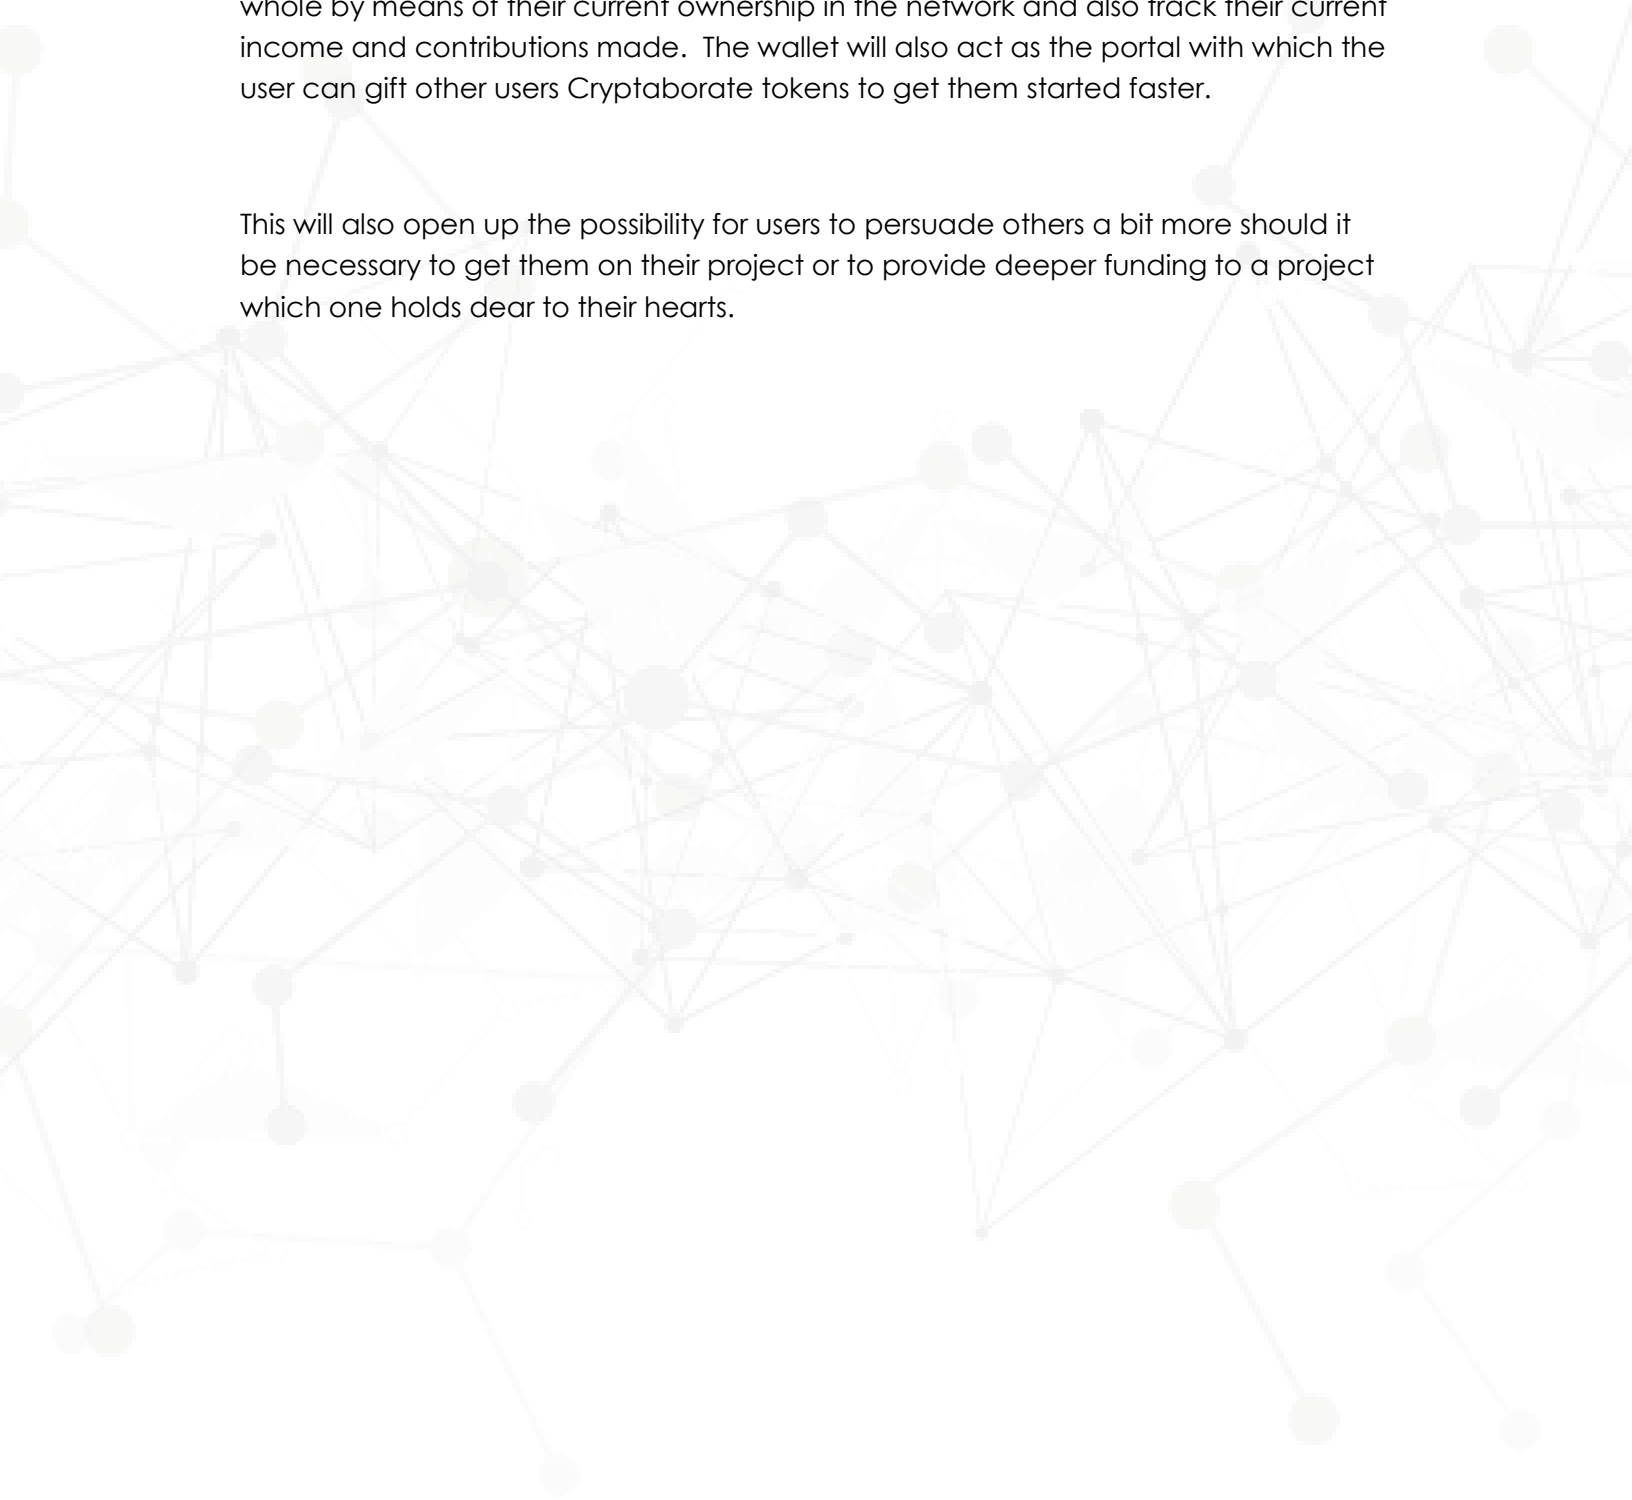 whole by means of their current ownership in the network and also track their current
income and contributions made.  The wallet will also act as the portal with which the
user can gift other users Cryptaborate tokens to get them started faster.
This will also open up the possibility for users to persuade others a bit more should it
be necessary to get them on their project or to provide deeper funding to a project
which one holds dear to their hearts.